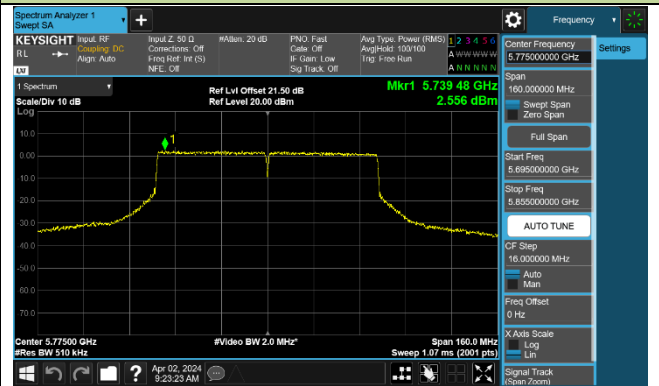 Spectrum Analyzer 1
Swept SA
Frequency
KEYSIGHT
RL
LXI
Input: RF
Coupling: DC
Align: Auto
Input Z: 50 Ω
Corrections: Off
Freq Ref: Int (S)
NFE: Off
#Atten: 20 dB
PNO: Fast
Gate: Off
IF Gain: Low
Sig Track: Off
Avg Type: Power (RMS)
Avg|Hold: 100/100
Trig: Free Run
1 2 3 4 5 6
A W W W W W
A N N N N N
1 Spectrum
Scale/Div 10 dB
Log
Ref Lvl Offset 21.50 dB
Ref Level 20.00 dBm
Mkr1 5.739 48 GHz
2.556 dBm
1
10.0
0.00
10.0
20.0
30.0
-40.0
-50.0
-60.0
70.0
Center 5.77500 GHz
#Res BW 510 kHz
#Video BW 2.0 MHz*
Span 160.0 MHz
Sweep 1.07 ms (2001 pts)
Apr 02, 2024
9:23:23 AM
?
Center Frequency
5.775000000 GHz
Settings
Span
160.000000 MHz
Swept Span
Zero Span
Full Span
Start Freq
5.695000000 GHz
Stop Freq
5.855000000 GHz
AUTO TUNE
CF Step
16.000000 MHz
Auto
Man
Freq Offset
0 Hz
X Axis Scale
Log
Lin
Signal Track
(Span Zoom)